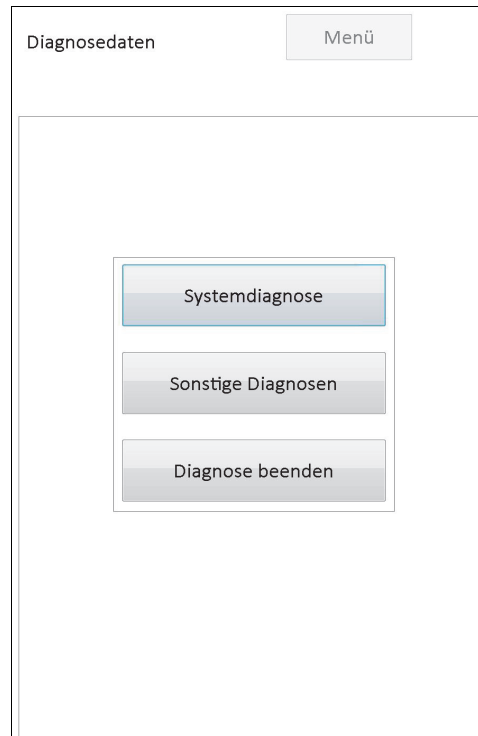 Diagnosedaten
Menü
Systemdiagnose
Sonstige Diagnosen
Diagnose beenden